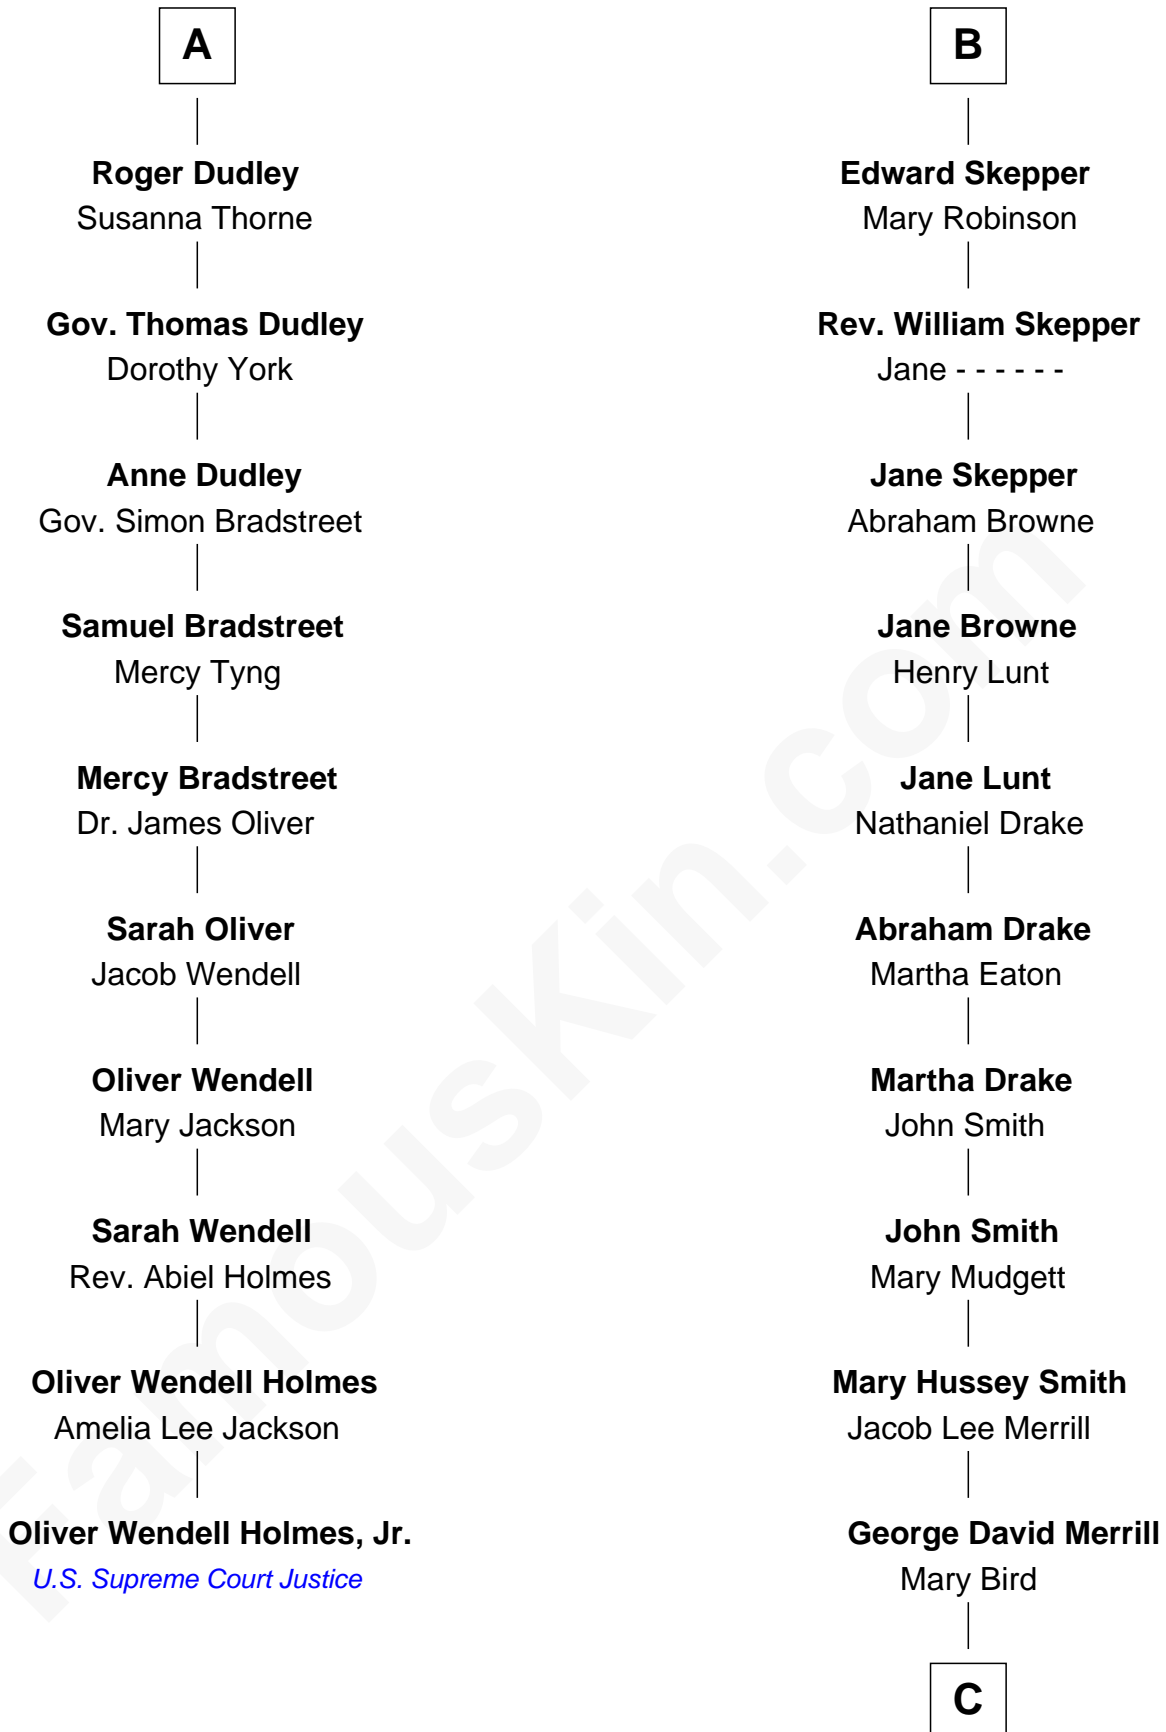 A
Roger Dudley
Susanna Thorne
Gov. Thomas Dudley
Dorothy York
Anne Dudley
Gov. Simon Bradstreet
Samuel Bradstreet
Mercy Tyng
Mercy Bradstreet
Dr. James Oliver
Sarah Oliver
Jacob Wendell
Oliver Wendell
Mary Jackson
Sarah Wendell
Rev. Abiel Holmes
Oliver Wendell Holmes
Amelia Lee Jackson
Oliver Wendell Holmes, Jr.
U.S. Supreme Court Justice
B
Edward Skepper
Mary Robinson
Rev. William Skepper
Jane - - - - - -
Jane Skepper
Abraham Browne
Jane Browne
Henry Lunt
Jane Lunt
Nathaniel Drake
Abraham Drake
Martha Eaton
Martha Drake
John Smith
John Smith
Mary Mudgett
Mary Hussey Smith
Jacob Lee Merrill
George David Merrill
Mary Bird
C
FamousKin.com